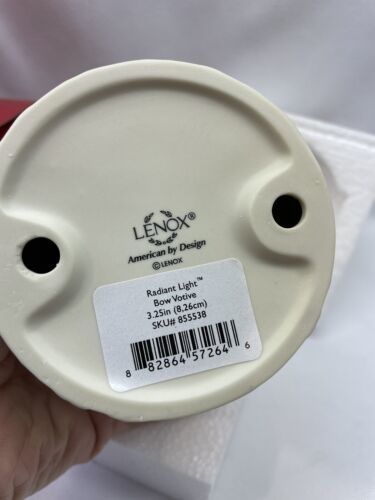 LENOX®
American by Design
©LENOX
Radiant Light™
Bow Votive
3.25in (8.26cm)
SKU# 855538
8 82864 57264 6